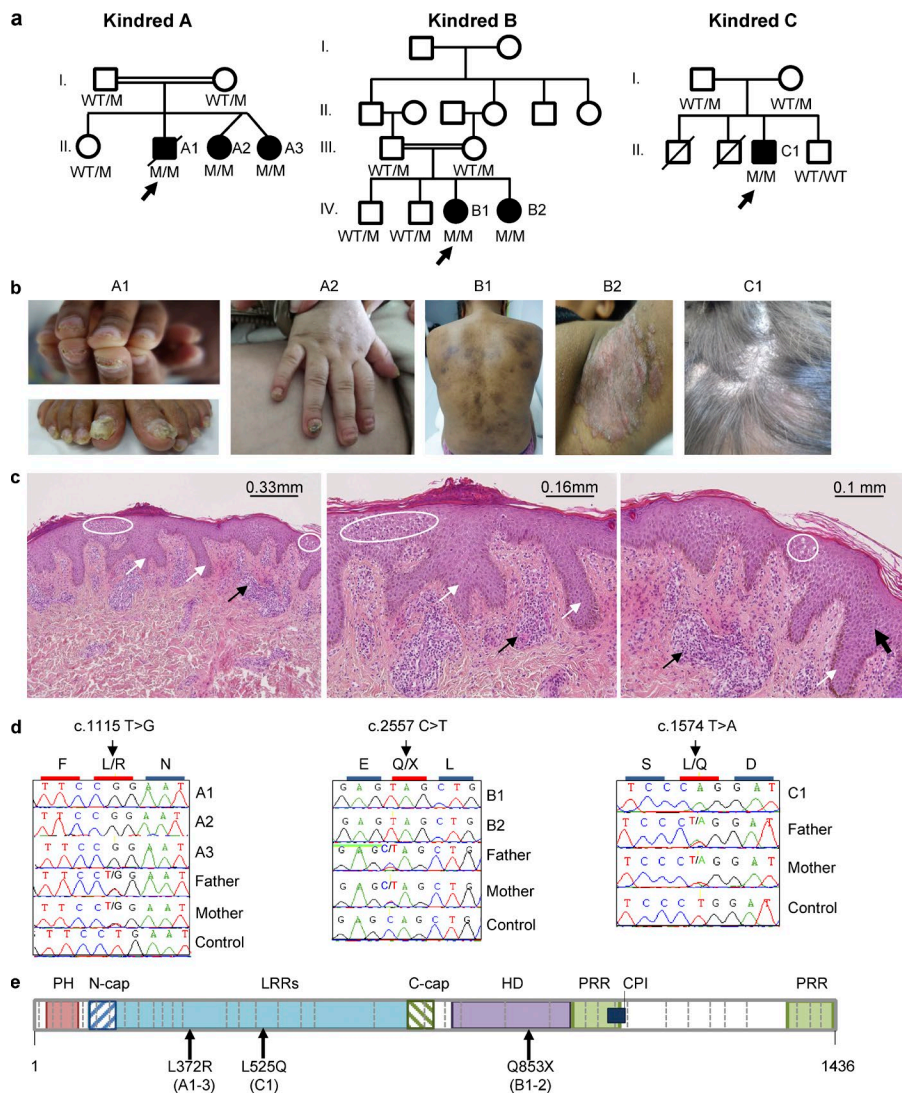 a
Kindred A
Kindred B
Kindred C
I.
WT/M WT/M
II.
A1 A2 A3
WT/M M/M M/M M/M
I.
II.
III.
WT/M WT/M
IV.
B1 B2
WT/M WT/M M/M M/M
I.
WT/M WT/M
II.
C1
M/M WT/WT
b
A1 A2 B1 B2 C1
c
0.33mm 0.16mm 0.1 mm
d
c.1115 T>G
F L/R N
T T C C G G A A T A1
T T C C G G A A T A2
T T C C G G A A T A3
T T C C T/G G A A T Father
T T C C T/G G A A T Mother
T T C C T G A A T Control
c.2557 C>T
E Q/X L
G A G T A G C T G B1
G A G T A G C T G B2
G A G C/T A G C T G Father
G A G C/T A G C T G Mother
G A G C A G C T G Control
c.1574 T>A
S L/Q D
T C C C A G G A T C1
T C C C T/A G G A T Father
T C C C T/A G G A T Mother
T C C C T G G A T Control
e
PH N-cap LRRs C-cap HD PRR CPI PRR
1 L372R L525Q Q853X 1436
(A1-3) (C1) (B1-2)